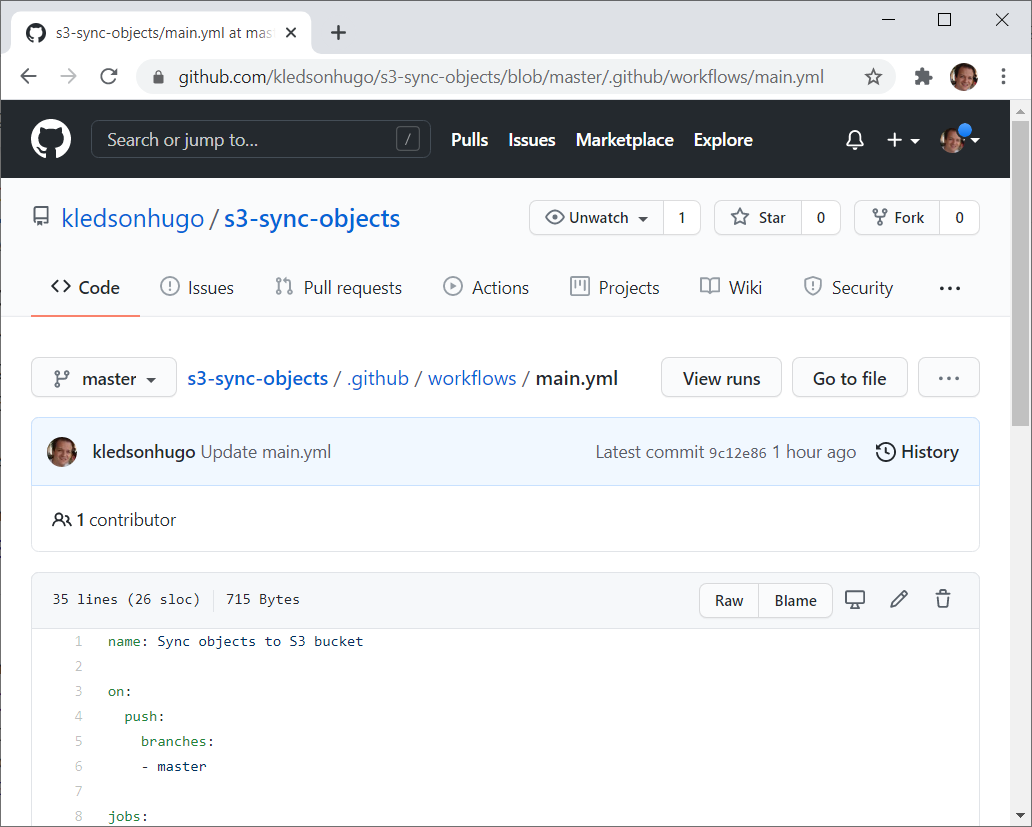 s3-sync-objects/main.yml at mas
github.com/kledsonhugo/s3-sync-objects/blob/master/.github/workflows/main.yml
Search or jump to... / Pulls Issues Marketplace Explore
kledsonhugo / s3-sync-objects Unwatch 1 Star 0 Fork 0
Code Issues Pull requests Actions Projects Wiki Security ...
master s3-sync-objects / .github / workflows / main.yml View runs Go to file ...
kledsonhugo Update main.yml Latest commit 9c12e86 1 hour ago History
1 contributor
35 lines (26 sloc) 715 Bytes Raw Blame
1 name: Sync objects to S3 bucket
2
3 on:
4 push:
5 branches:
6 - master
7
8 jobs: